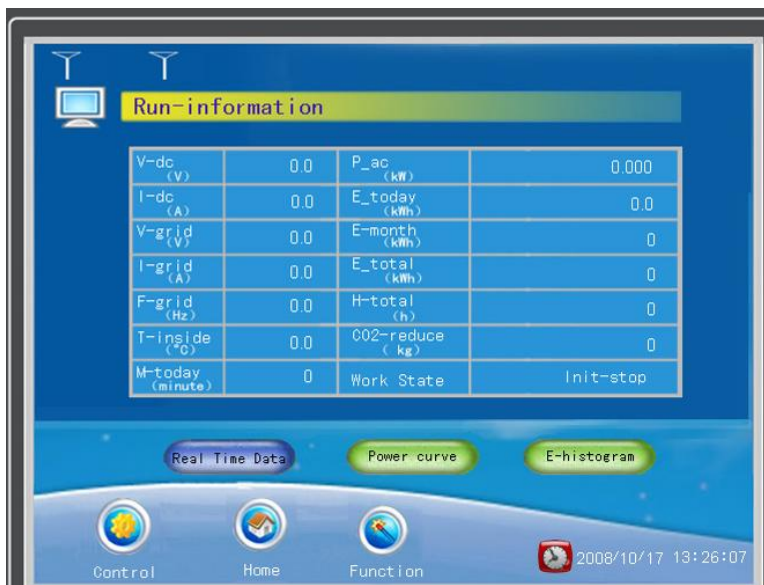 Run-information
V-dc (V) 0.0 P_ac (kW) 0.000
I-dc (A) 0.0 E_today (kWh) 0.0
V-grid (V) 0.0 E-month (kWh) 0
I-grid (A) 0.0 E_total (kWh) 0
F-grid (Hz) 0.0 H-total (h) 0
T-inside (°C) 0.0 CO2-reduce ( kg) 0
M-today (minute) 0 Work State Init-stop
Real Time Data Power curve E-histogram
Control Home Function 2008/10/17 13:26:07